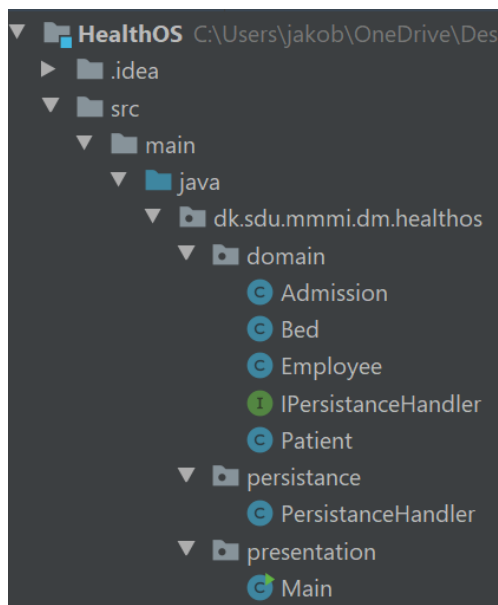 HealthOS C:\Users\jakob\OneDrive\Des
.idea
src
main
java
dk.sdu.mmmi.dm.healthos
domain
C Admission
C Bed
C Employee
I IPersistanceHandler
C Patient
persistance
C PersistanceHandler
presentation
C Main